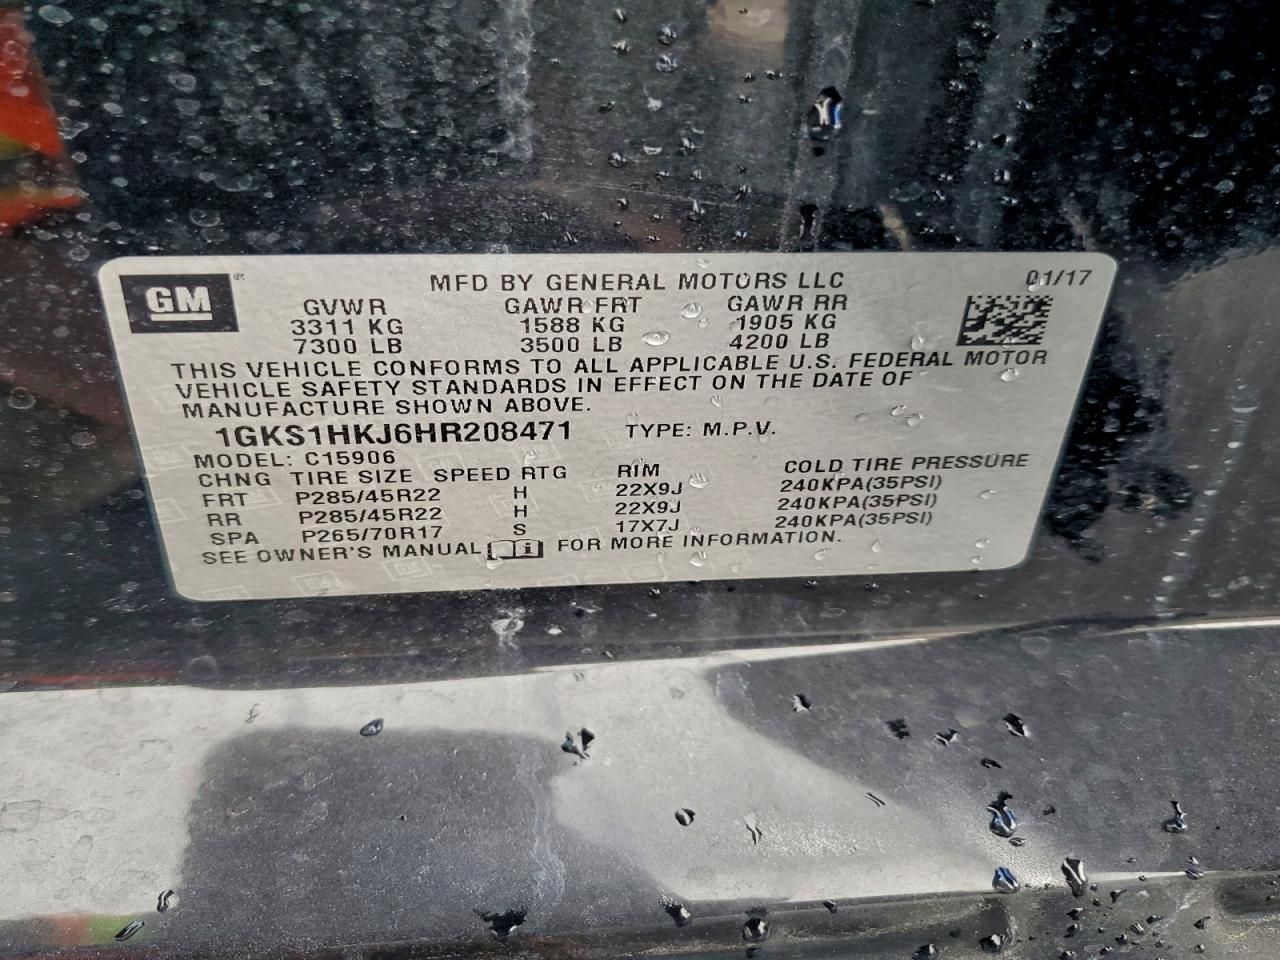 GM®
MFD BY GENERAL MOTORS LLC 01/17
GVWR GAWR FRT GAWR RR
3311 KG 1588 KG 1905 KG
7300 LB 3500 LB 4200 LB
THIS VEHICLE CONFORMS TO ALL APPLICABLE U.S. FEDERAL MOTOR
VEHICLE SAFETY STANDARDS IN EFFECT ON THE DATE OF
MANUFACTURE SHOWN ABOVE.
1GKS1HKJ6HR208471 TYPE: M.P.V.
MODEL: C15906
CHNG TIRE SIZE SPEED RTG RIM COLD TIRE PRESSURE
FRT P285/45R22 H 22X9J 240KPA(35PSI)
RR P285/45R22 H 22X9J 240KPA(35PSI)
SPA P265/70R17 S 17X7J 240KPA(35PSI)
SEE OWNER'S MANUAL i FOR MORE INFORMATION.